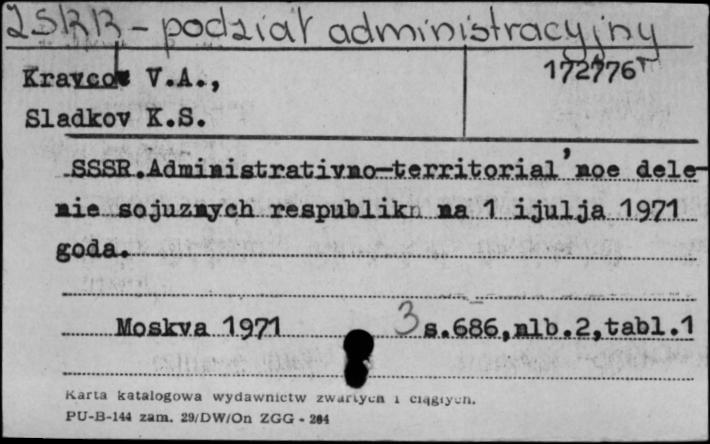 ZSRR - podział administracyjny
Kravcov V.A., 172776
Sladkov K.S.
SSSR.Administrativno-territorial'noe dele-
nie sojuznych respublik na 1 ijulja 1971
goda.
Moskva 1971 3 s.686,nlb.2,tabl.1
Karta katalogowa wydawnictw zwartych i ciągłych.
PU-B-144 zam. 29/DW/On ZGG - 264